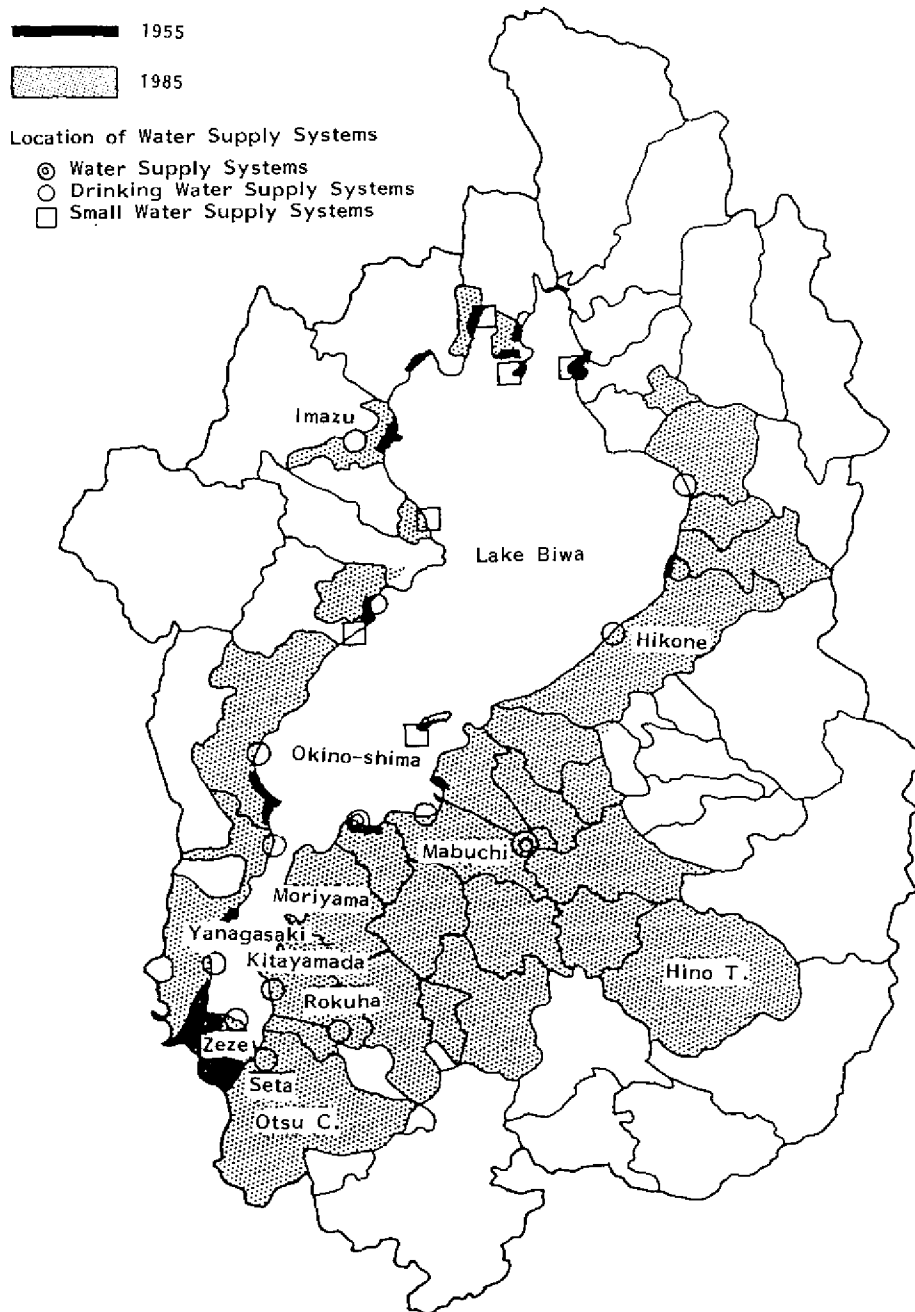 1955
1985
Location of Water Supply Systems
Water Supply Systems
Drinking Water Supply Systems
Small Water Supply Systems
Imazu
Lake Biwa
Hikone
Okino-shima
Mabuchi
Moriyama
Yanagasaki
Kitayamada
Hino T.
Rokuha
Zeze
Seta
Otsu C.